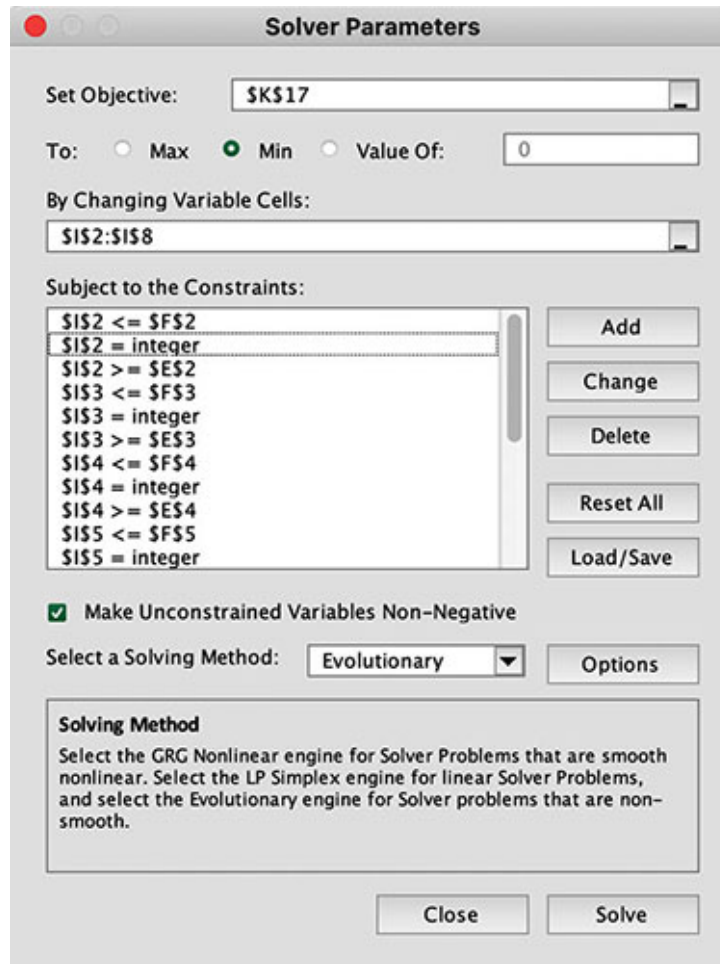 Solver Parameters
Set Objective: $K$17
To: Max Min Value Of: 0
By Changing Variable Cells:
$I$2:$I$8
Subject to the Constraints:
$I$2 <= $F$2
$I$2 = integer
$I$2 >= $E$2
$I$3 <= $F$3
$I$3 = integer
$I$3 >= $E$3
$I$4 <= $F$4
$I$4 = integer
$I$4 >= $E$4
$I$5 <= $F$5
$I$5 = integer
Add
Change
Delete
Reset All
Load/Save
Make Unconstrained Variables Non-Negative
Select a Solving Method: Evolutionary Options
Solving Method
Select the GRG Nonlinear engine for Solver Problems that are smooth
nonlinear. Select the LP Simplex engine for linear Solver Problems,
and select the Evolutionary engine for Solver problems that are non-
smooth.
Close Solve